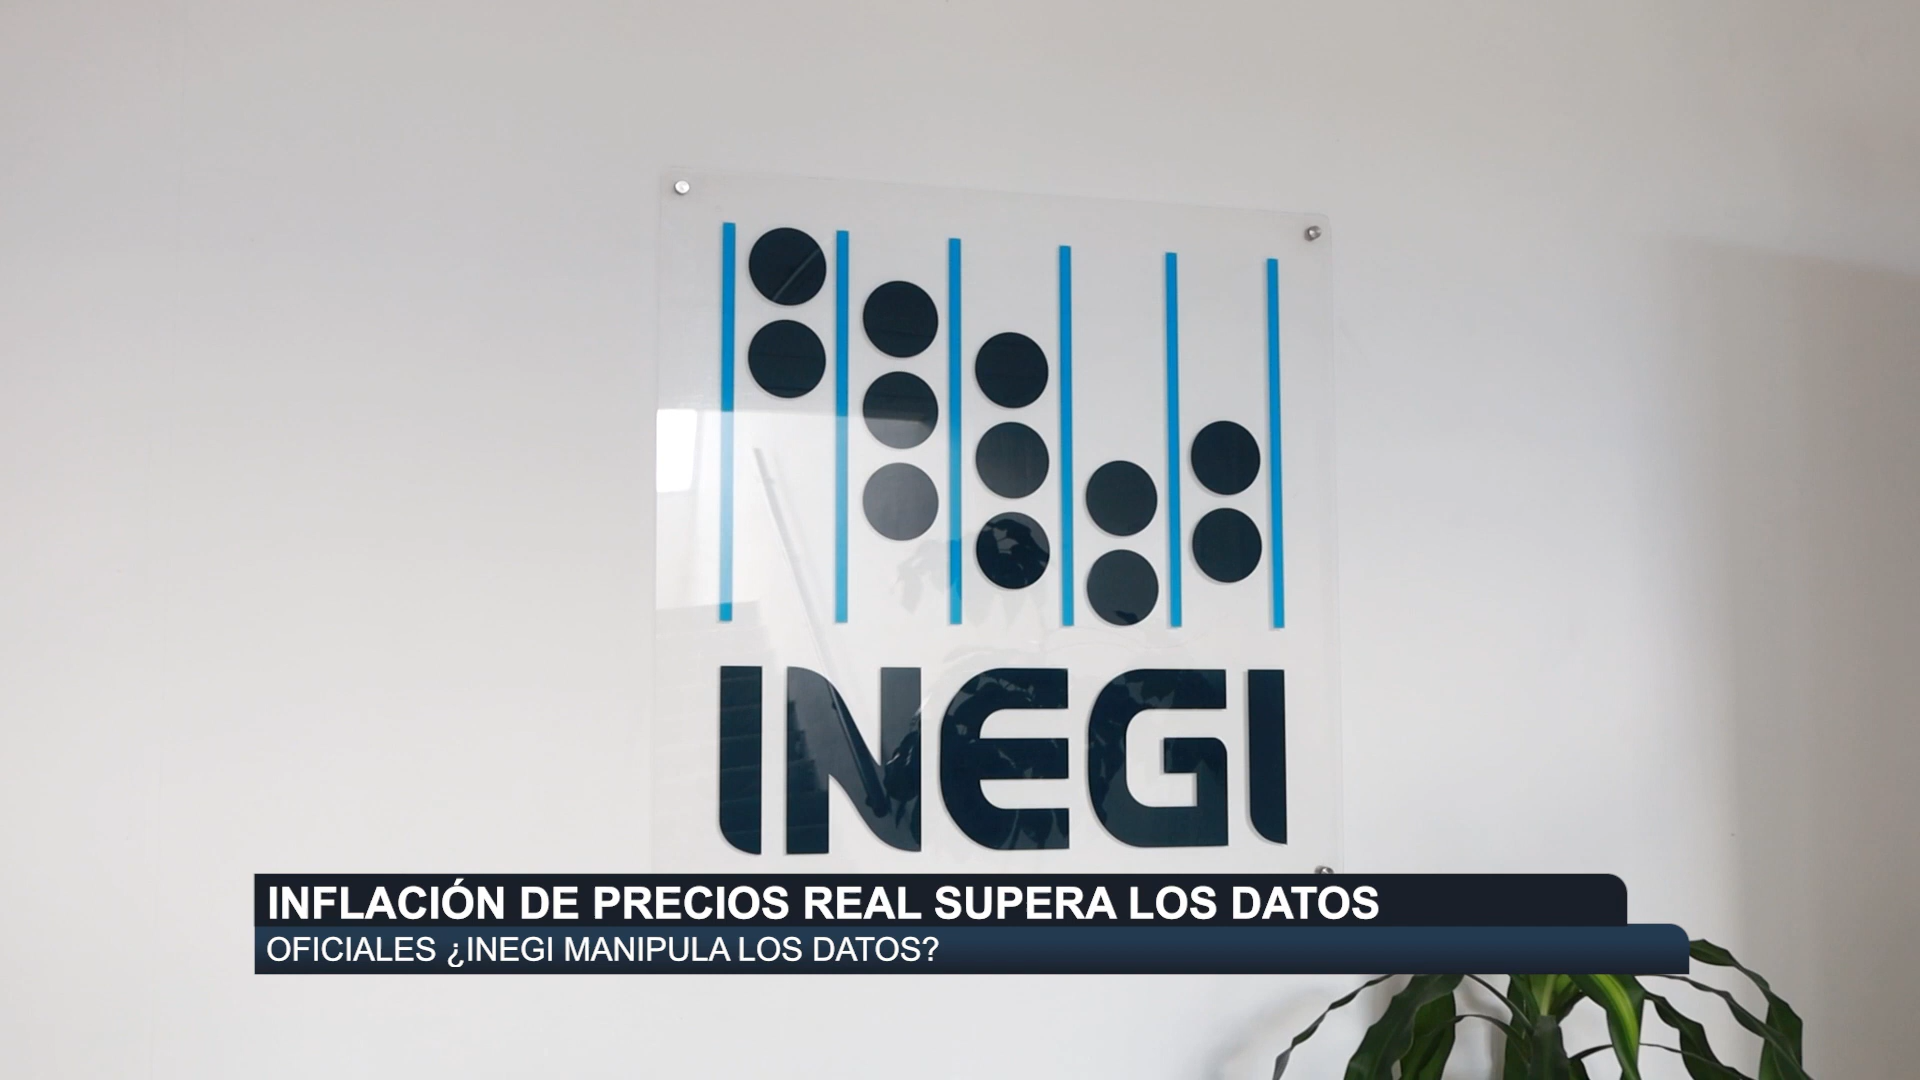 INEGI
INFLACIÓN DE PRECIOS REAL SUPERA LOS DATOS
OFICIALES ¿INEGI MANIPULA LOS DATOS?